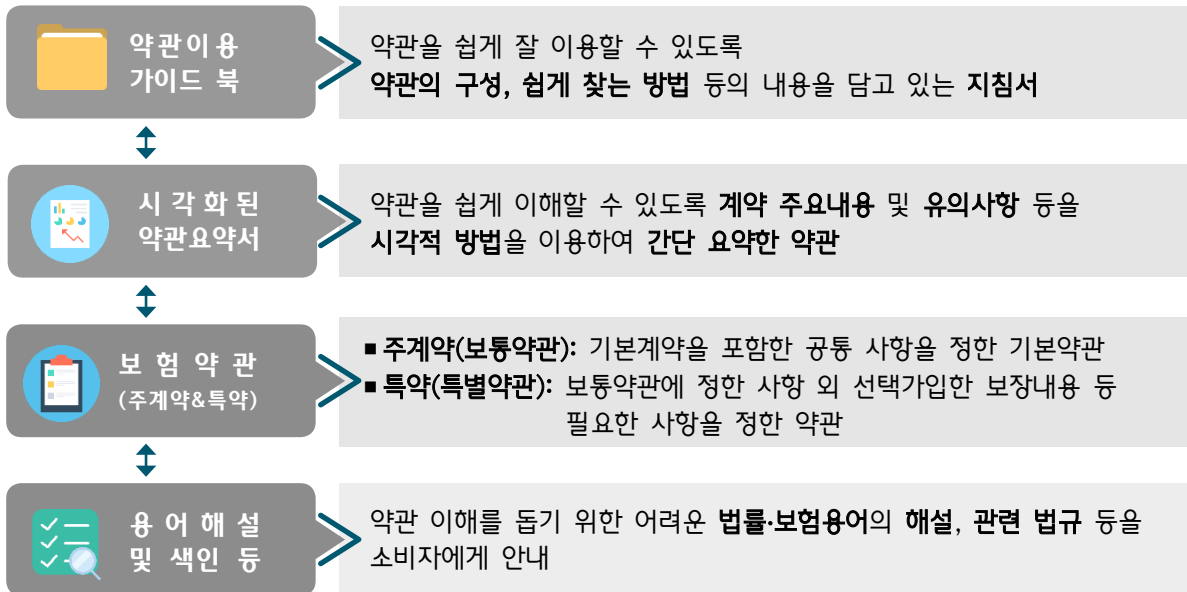 약관이용
가이드 북
약관을 쉽게 잘 이용할 수 있도록
약관의 구성, 쉽게 찾는 방법 등의 내용을 담고 있는 지침서
시각화된
약관요약서
약관을 쉽게 이해할 수 있도록 계약 주요내용 및 유의사항 등을
시각적 방법을 이용하여 간단 요약한 약관
보험약관
(주계약&특약)
▪ 주계약(보통약관): 기본계약을 포함한 공통 사항을 정한 기본약관
▪ 특약(특별약관): 보통약관에 정한 사항 외 선택가입한 보장내용 등
필요한 사항을 정한 약관
용어해설
및 색인 등
약관 이해를 돕기 위한 어려운 법률·보험용어의 해설, 관련 법규 등을
소비자에게 안내